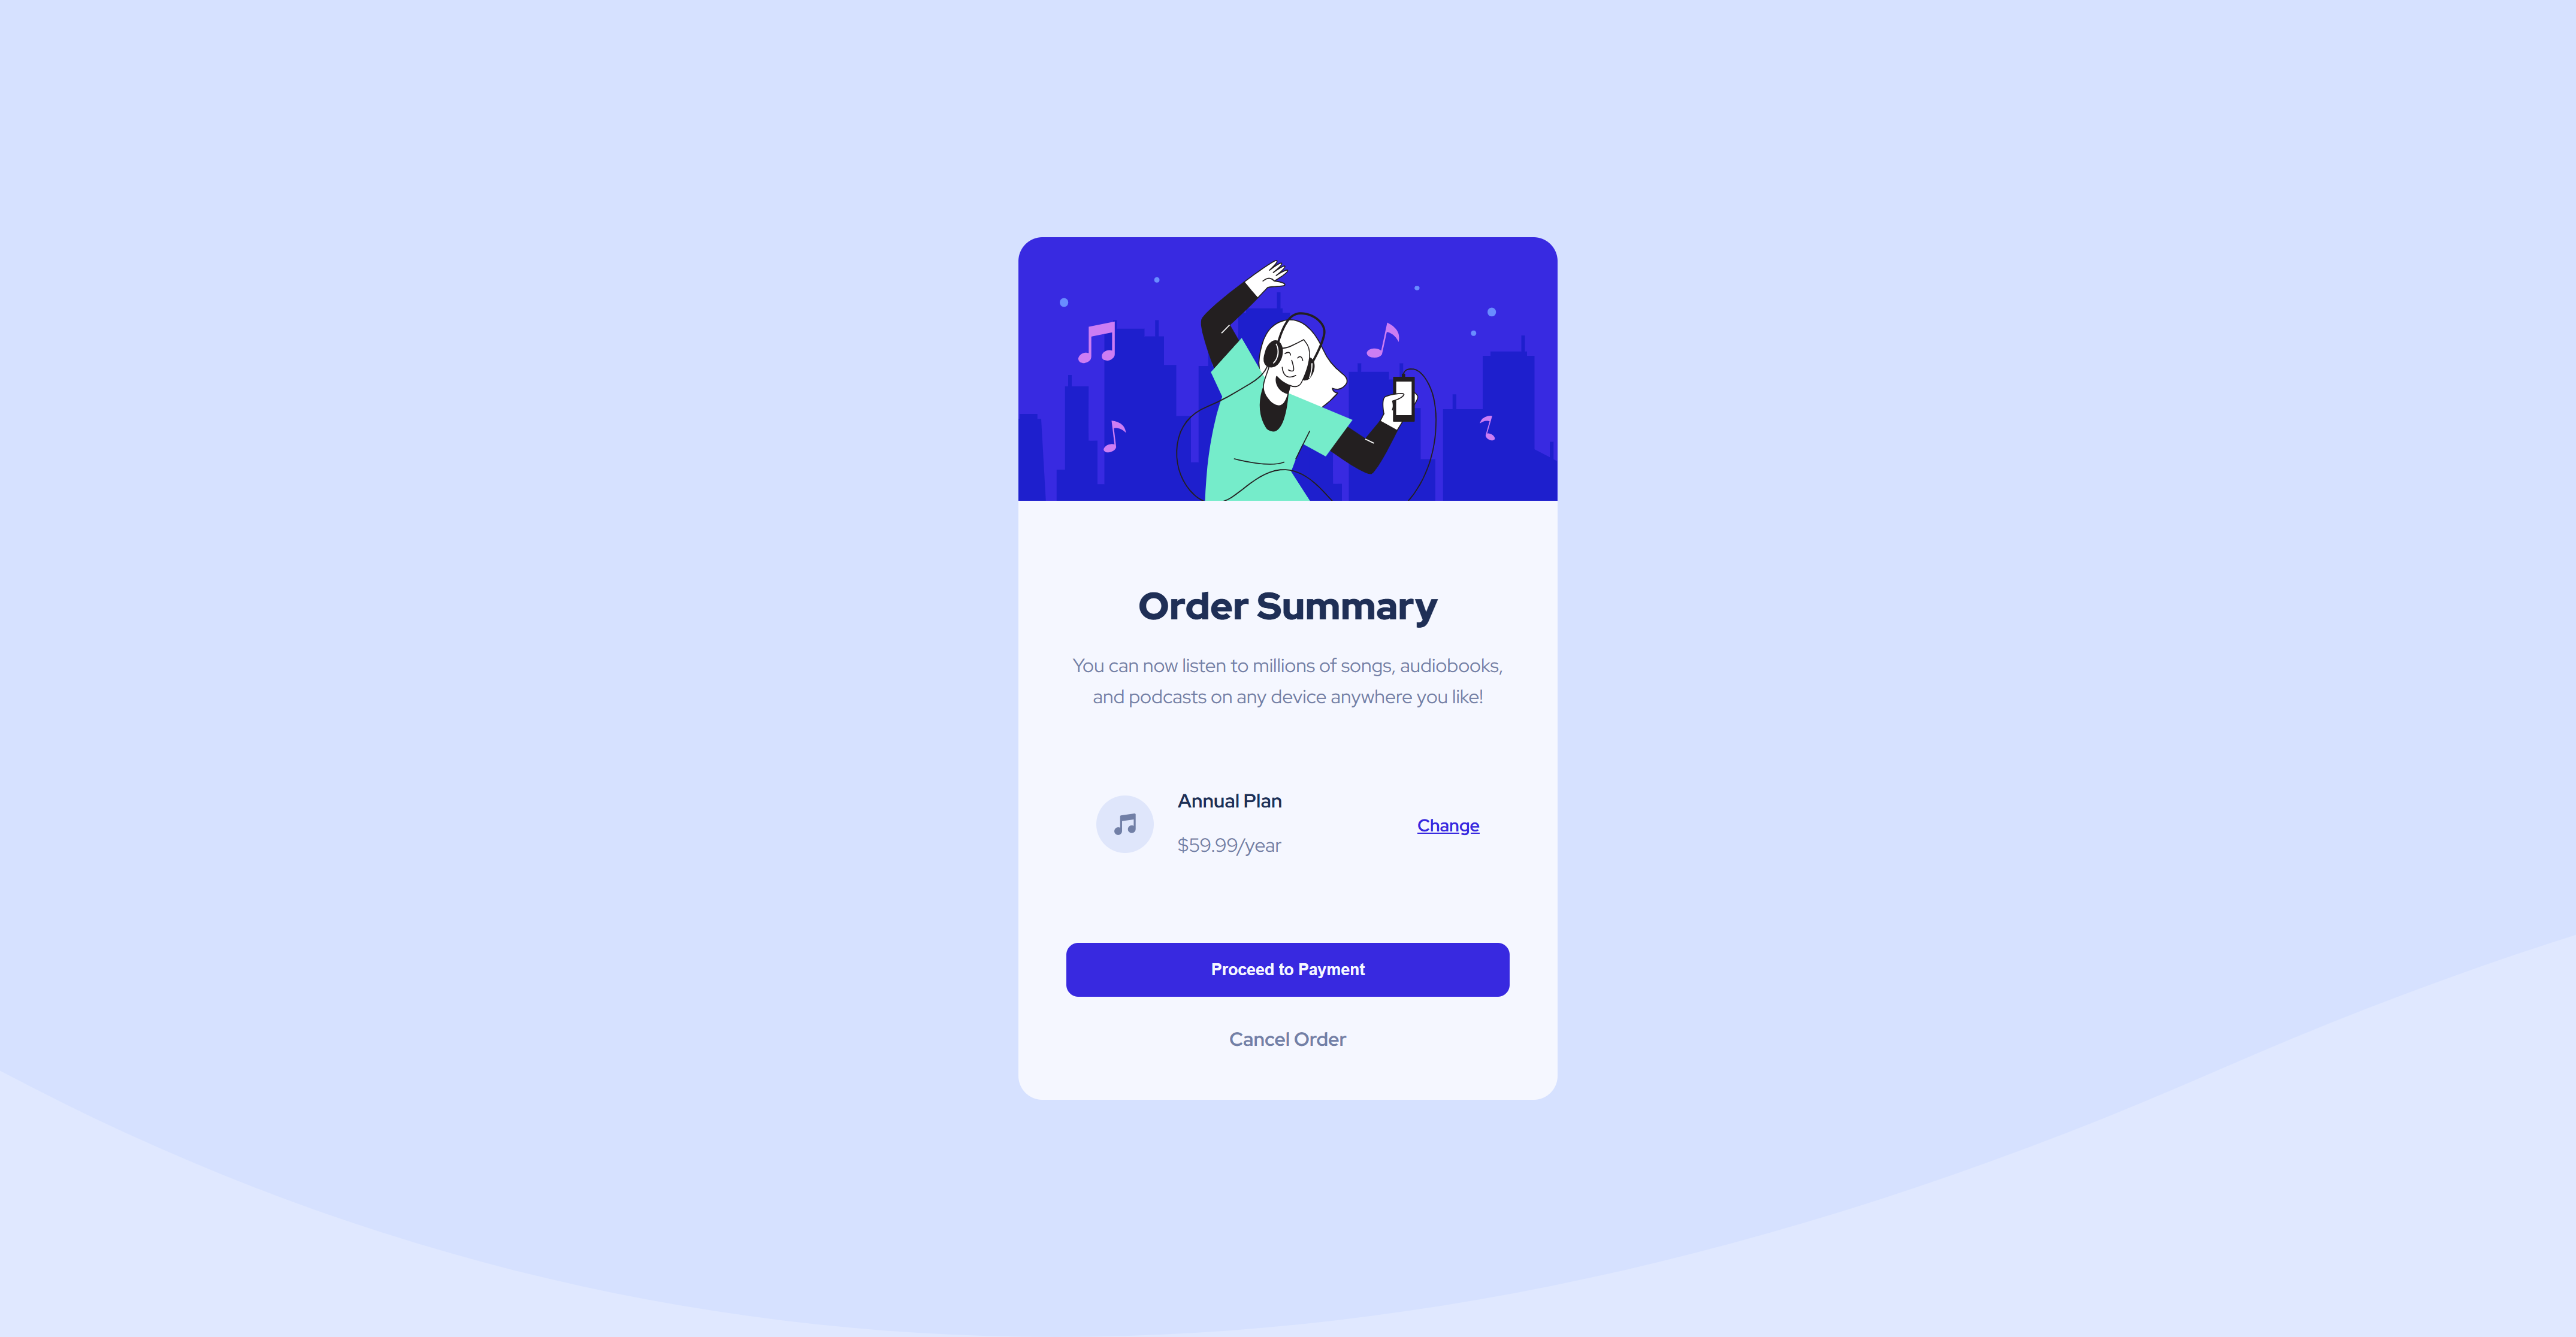 Order Summary
You can now listen to millions of songs, audiobooks,
and podcasts on any device anywhere you like!
Annual Plan
$59.99/year
Change
Proceed to Payment
Cancel Order